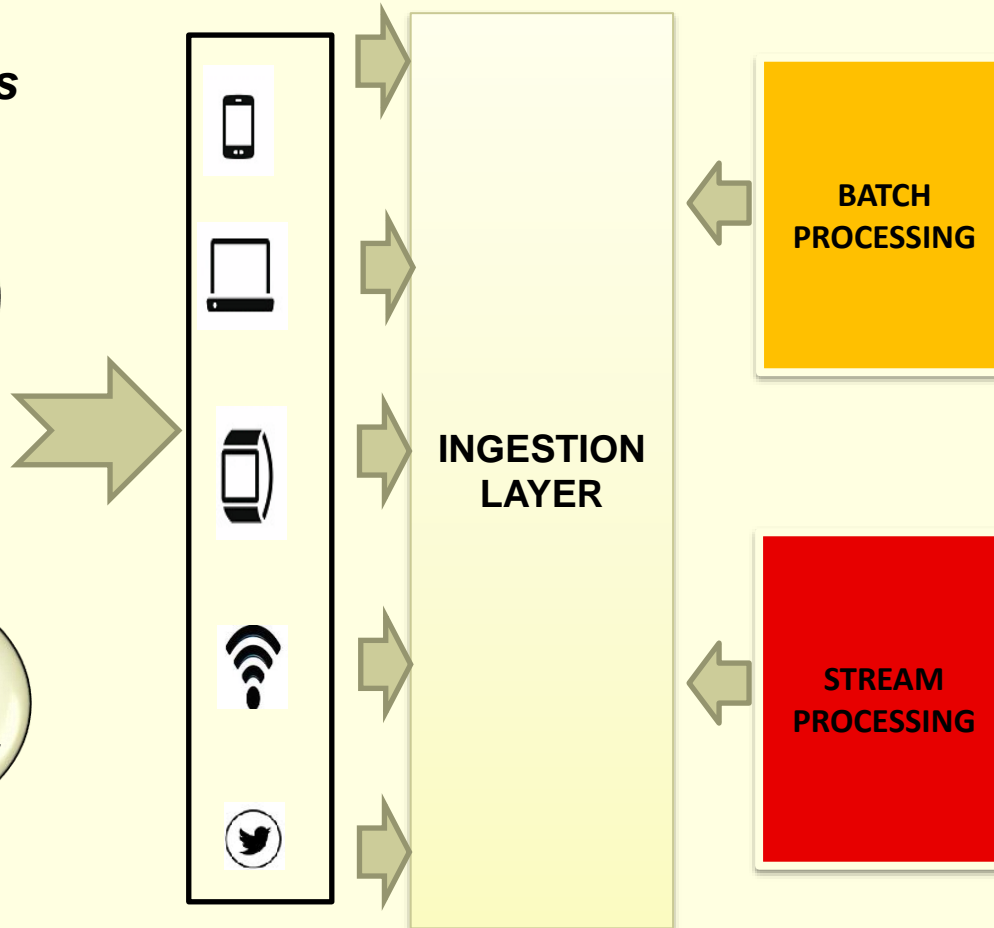 s
INGESTION
LAYER
BATCH
PROCESSING
STREAM
PROCESSING